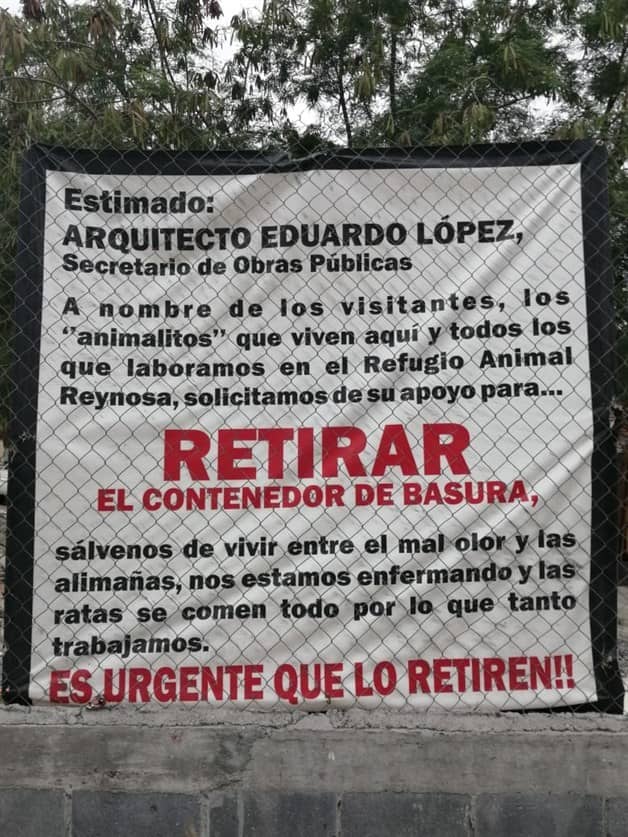 Estimado:
ARQUITECTO EDUARDO LÓPEZ,
Secretario de Obras Públicas
A nombre de los visitantes, los
‘’animalitos’’ que viven aquí y todos los
que laboramos en el Refugio Animal
Reynosa, solicitamos de su apoyo para...
RETIRAR
EL CONTENEDOR DE BASURA,
sálvenos de vivir entre el mal olor y las
alimañas, nos estamos enfermando y las
ratas se comen todo por lo que tanto
trabajamos.
ES URGENTE QUE LO RETIREN!!